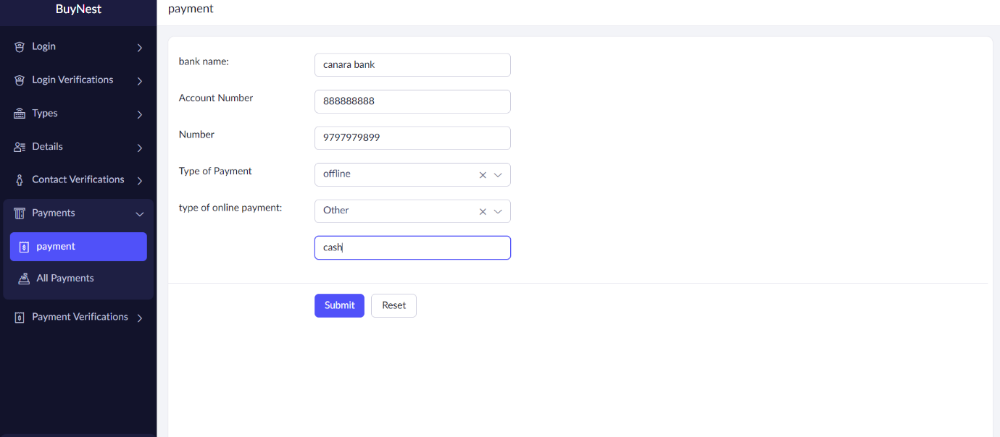 BuyNest
Login
Login Verifications
Types
Details
Contact Verifications
Payments
payment
All Payments
Payment Verifications
payment
bank name:
canara bank
Account Number
888888888
Number
9797979899
Type of Payment
offline
type of online payment:
Other
cash
Submit
Reset